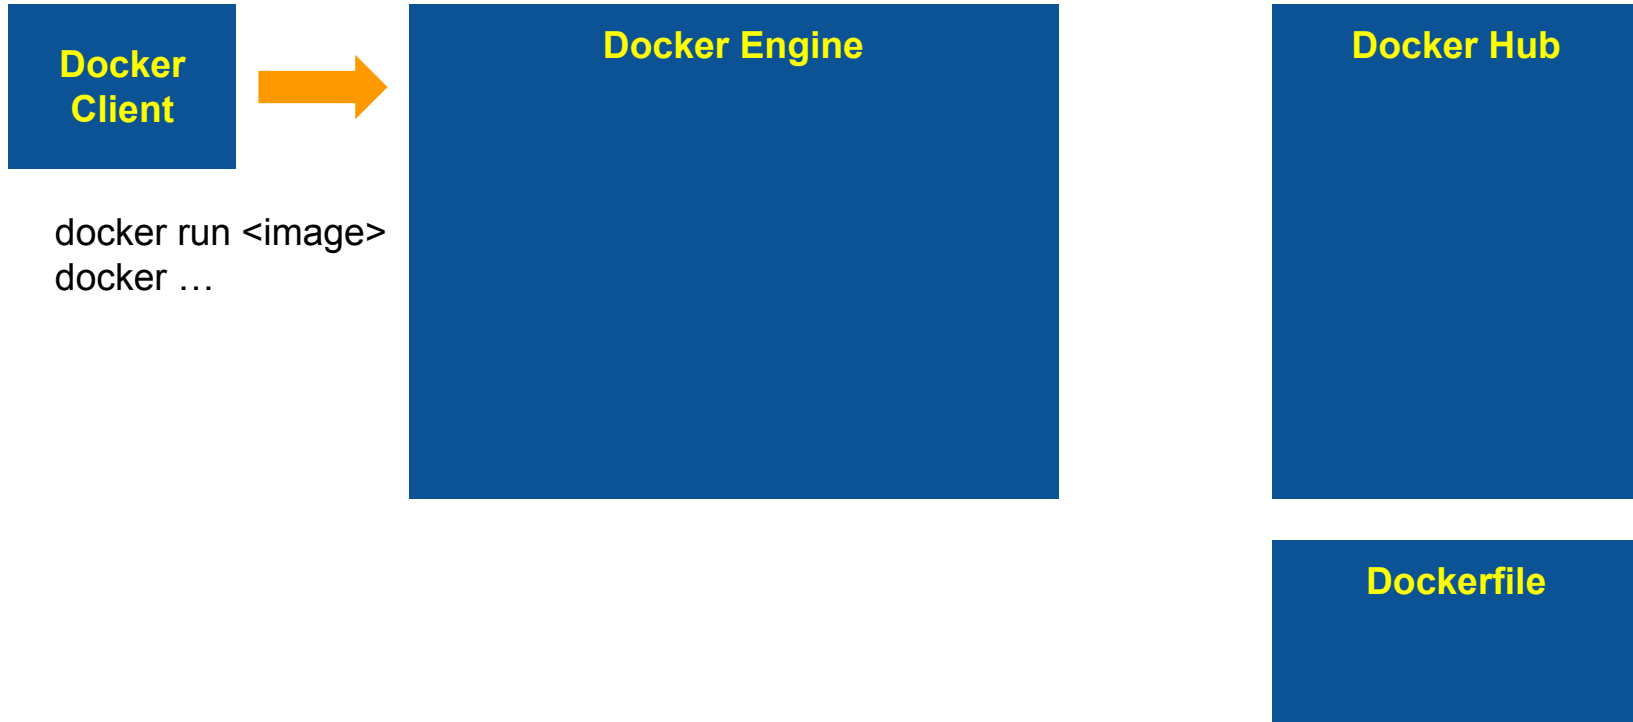 Docker
Client
Docker Engine
Docker Hub
docker run <image>
docker …
Dockerfile